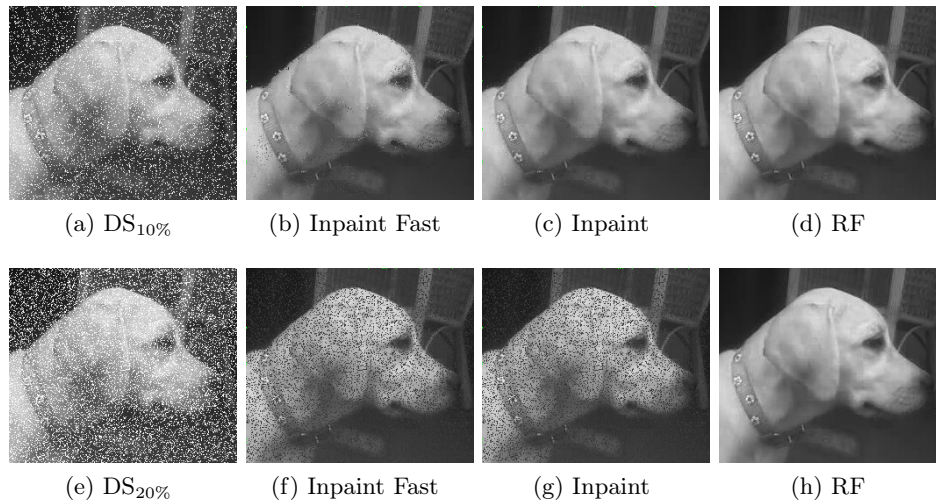 (a) DS10% (b) Inpaint Fast (c) Inpaint (d) RF
(e) DS20% (f) Inpaint Fast (g) Inpaint (h) RF